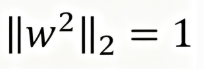 ‖w²‖₂ = 1